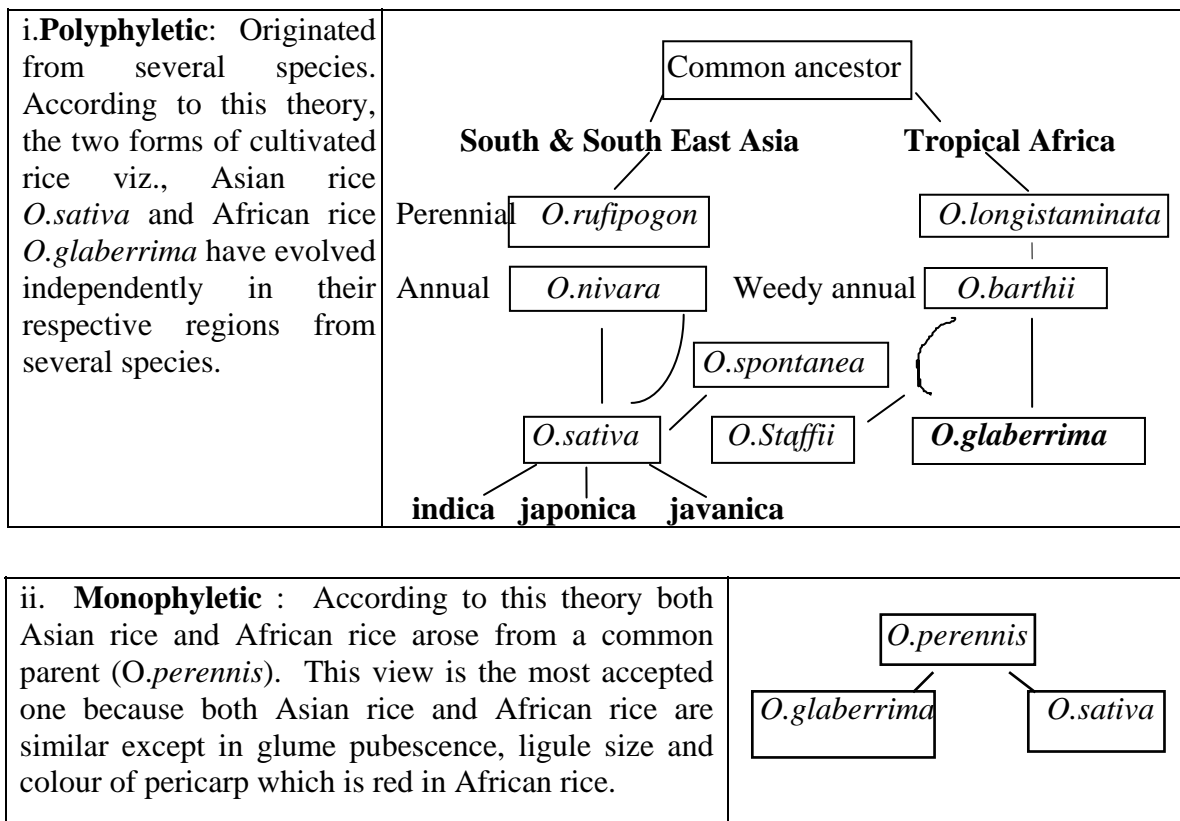 i.Polyphyletic: Originated
from several species.
According to this theory,
the two forms of cultivated
rice viz., Asian rice
O.sativa and African rice
O.glaberrima have evolved
independently in their
respective regions from
several species.
Common ancestor
South & South East Asia Tropical Africa
Perennial O.rufipogon O.longistaminata
Annual O.nivara Weedy annual O.barthii
O.spontanea
O.sativa O.Staffii O.glaberrima
indica japonica javanica
ii. Monophyletic : According to this theory both
Asian rice and African rice arose from a common
parent (O.perennis). This view is the most accepted
one because both Asian rice and African rice are
similar except in glume pubescence, ligule size and
colour of pericarp which is red in African rice.
O.perennis
O.glaberrima O.sativa